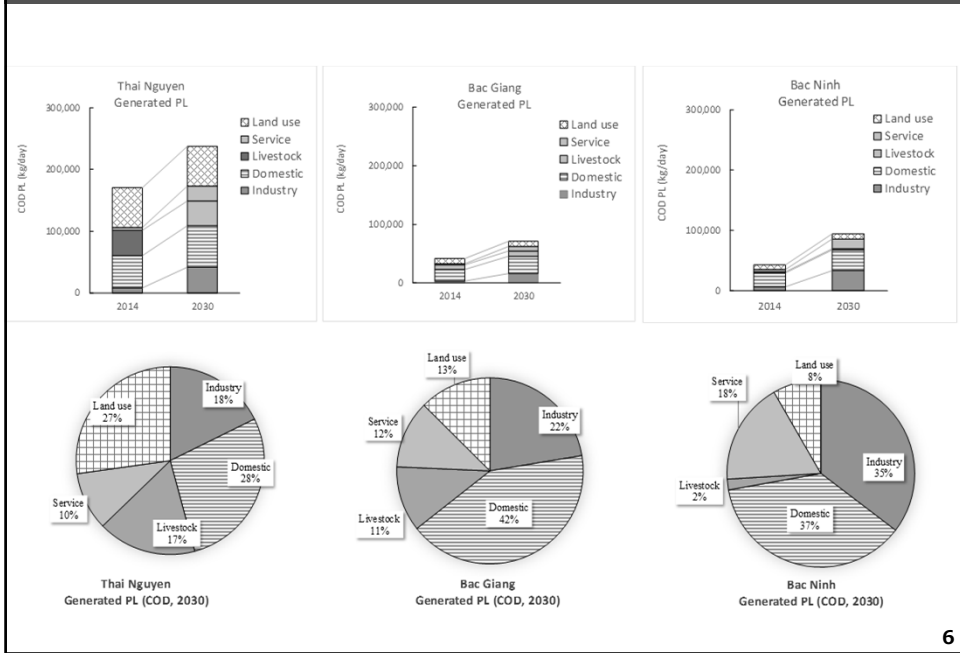 Thai Nguyen
Generated PL
300,000
200,000
100,000
0
COD PL (kg/day)
2014
2030
Land use
Service
Livestock
Domestic
Industry
Bac Giang
Generated PL
300,000
200,000
100,000
0
COD PL (kg/day)
2014
2030
Land use
Service
Livestock
Domestic
Industry
Bac Ninh
Generated PL
300,000
200,000
100,000
0
COD PL (kg/day)
2014
2030
Land use
Service
Livestock
Domestic
Industry
Industry
18%
Domestic
28%
Livestock
17%
Service
10%
Land use
27%
Thai Nguyen
Generated PL (COD, 2030)
Industry
22%
Domestic
42%
Livestock
11%
Service
12%
Land use
13%
Bac Giang
Generated PL (COD, 2030)
Industry
35%
Domestic
37%
Livestock
2%
Service
18%
Land use
8%
Bac Ninh
Generated PL (COD, 2030)
6